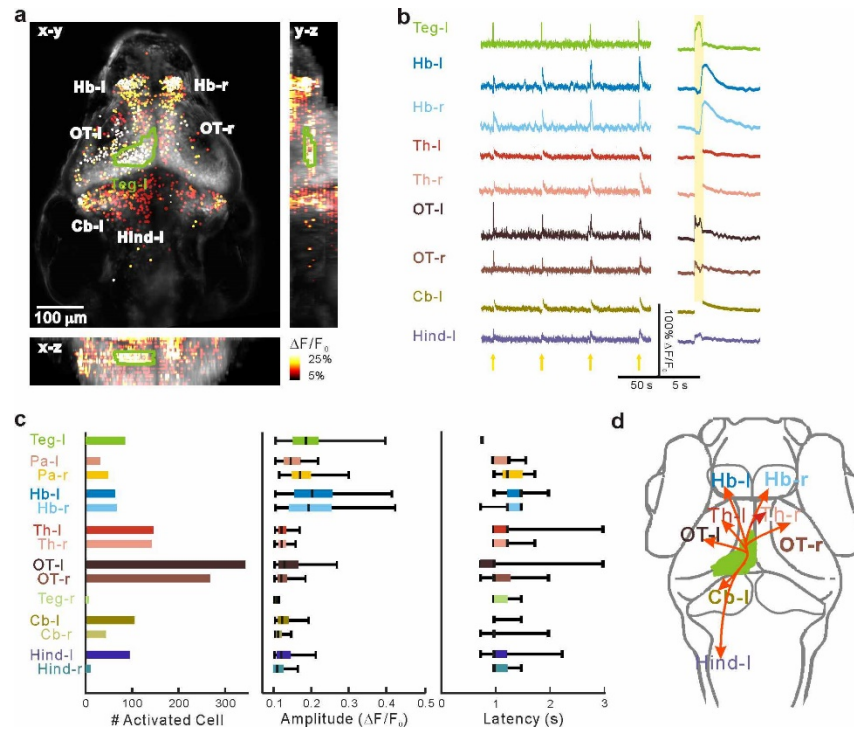 a
x-y
y-z
Hb-l
Hb-r
OT-l
OT-r
Teg-l
Cb-l
Hind-l
100 µm
x-z
ΔF/F₀
25%
5%
b
Teg-l
Hb-l
Hb-r
Th-l
Th-r
OT-l
OT-r
Cb-l
Hind-l
100% ΔF/F₀
50 s
5 s
c
Teg-l
Pa-l
Pa-r
Hb-l
Hb-r
Th-l
Th-r
OT-l
OT-r
Teg-r
Cb-l
Cb-r
Hind-l
Hind-r
0 100 200 300
# Activated Cell
0.1 0.2 0.3 0.4 0.5
Amplitude (ΔF/F₀)
0 1 2 3
Latency (s)
d
Hb-l
Hb-r
Th-l
Th-r
OT-l
OT-r
Cb-l
Hind-l